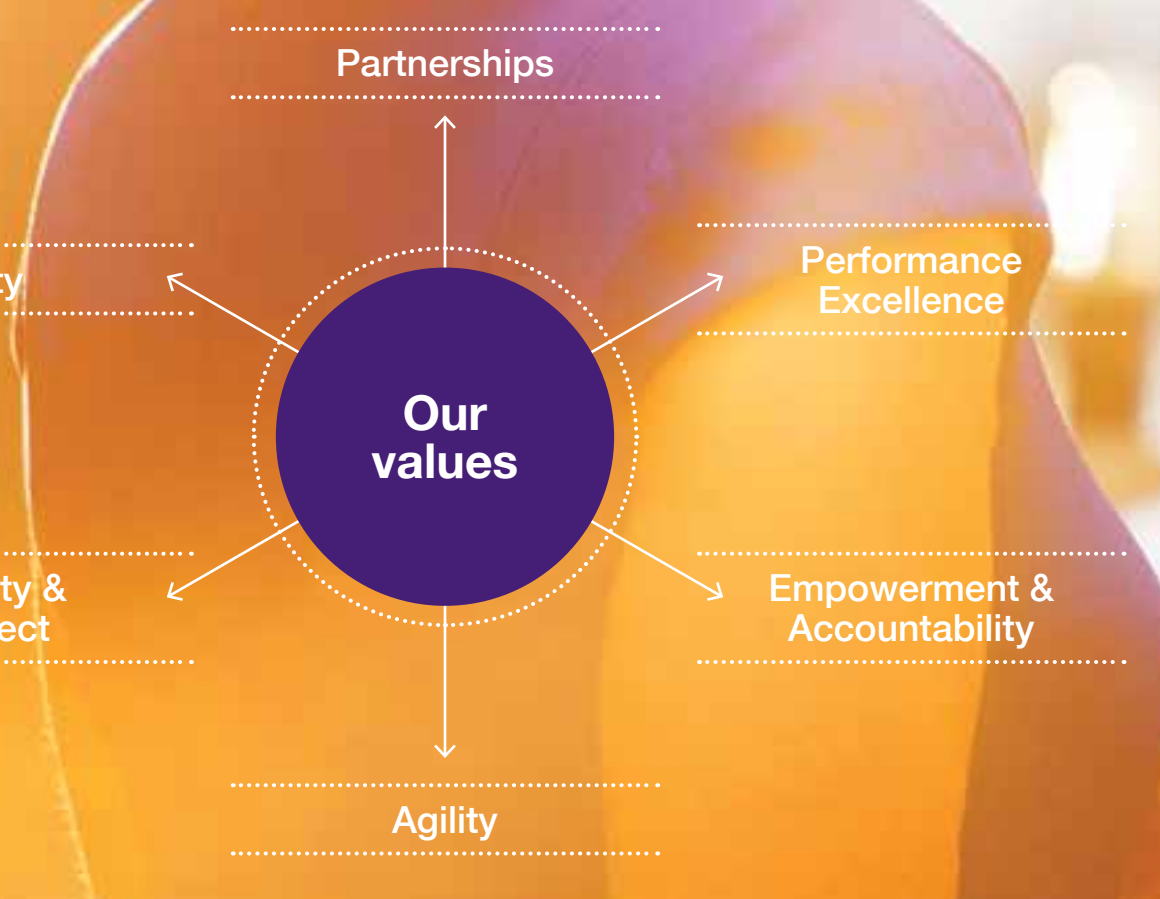 Partnerships
Performance
Excellence
Our
values
&
Empowerment &
Accountability
Agility